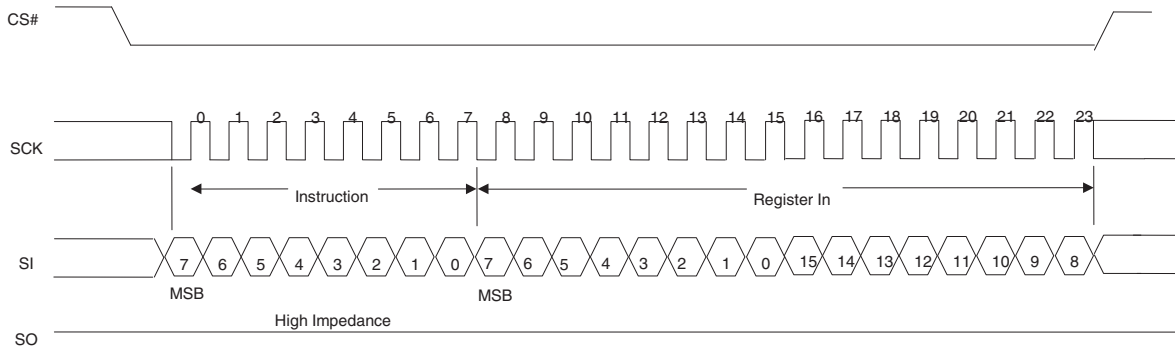 CS#
0 1 2 3 4 5 6 7 8 9 10 11 12 13 14 15 16 17 18 19 20 21 22 23
SCK
Instruction
Register In
SI
7 6 5 4 3 2 1 0 7 6 5 4 3 2 1 0 15 14 13 12 11 10 9 8
MSB
MSB
High Impedance
SO